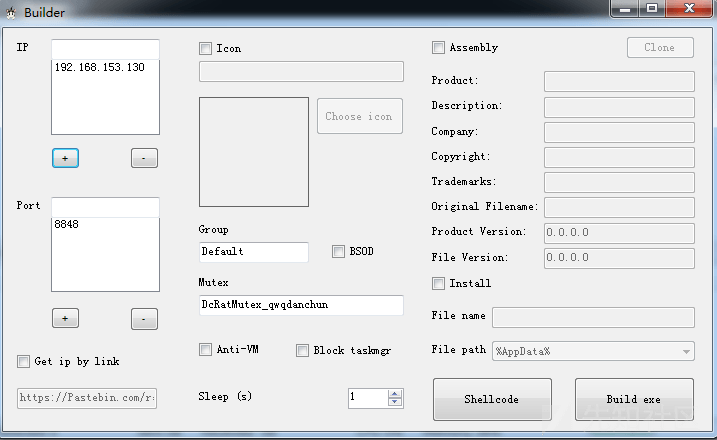 Builder
IP
192.168.153.130
+
-
Port
8848
+
-
Get ip by link
https://Pastebin.com/r
Icon
Choose icon
Group
Default
BSOD
Mutex
DcRatMutex_qwqdanchun
Anti-VM
Block taskmgr
Sleep (s)
1
Assembly
Clone
Product:
Description:
Company:
Copyright:
Trademarks:
Original Filename:
Product Version:
0.0.0.0
File Version:
0.0.0.0
Install
File name
File path
%AppData%
Shellcode
Build exe